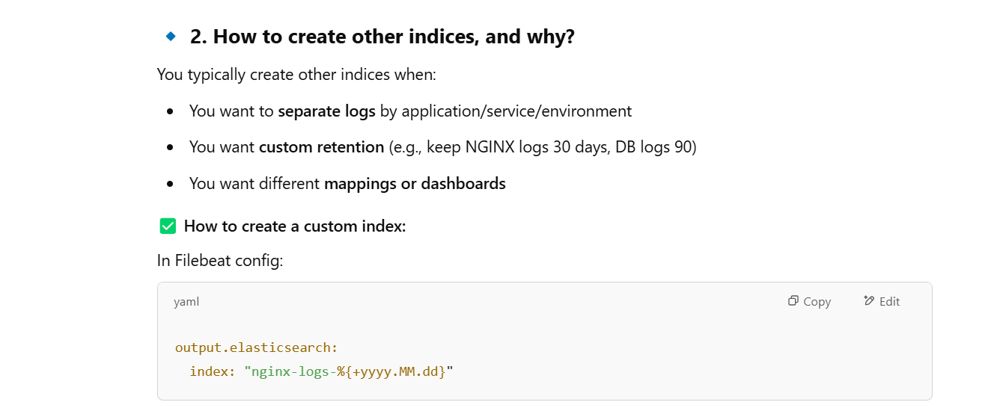 2. How to create other indices, and why?
You typically create other indices when:
• You want to separate logs by application/service/environment
• You want custom retention (e.g., keep NGINX logs 30 days, DB logs 90)
• You want different mappings or dashboards
How to create a custom index:
In Filebeat config:
yaml
Copy
Edit
output.elasticsearch:
  index: "nginx-logs-%{+yyyy.MM.dd}"